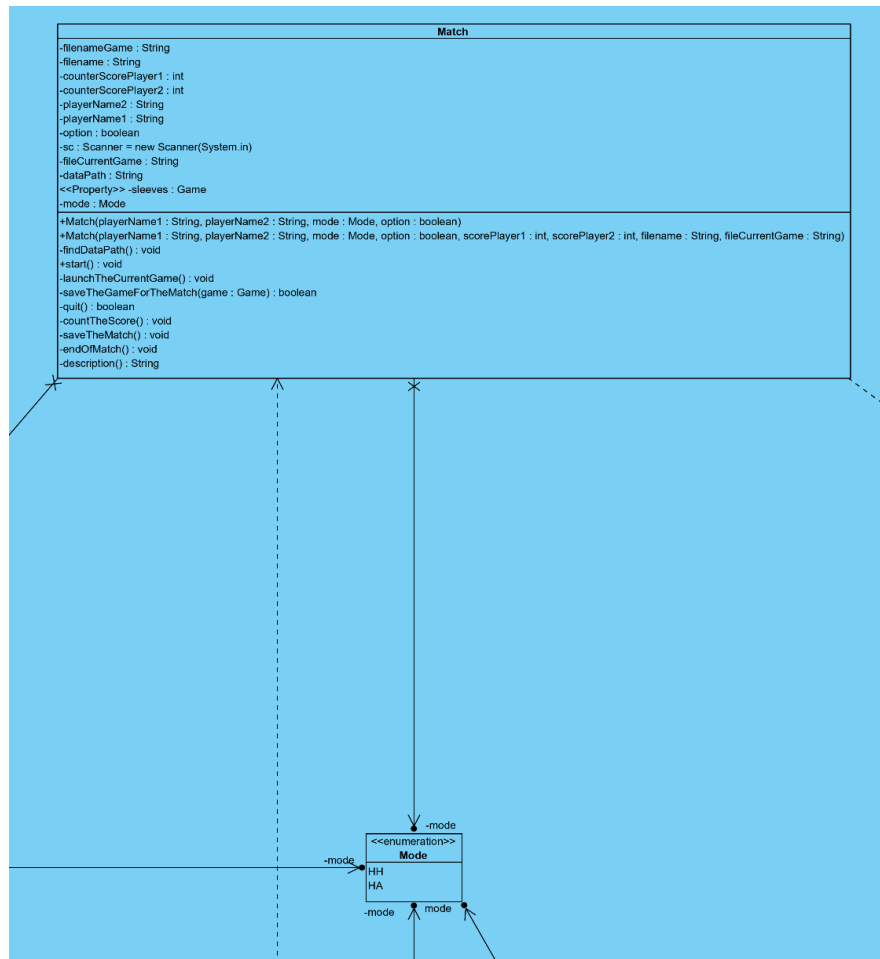 Match
-filenameGame : String
-filename : String
-counterScorePlayer1 : int
-counterScorePlayer2 : int
-playerName2 : String
-playerName1 : String
-option : boolean
-sc : Scanner = new Scanner(System.in)
-fileCurrentGame : String
-dataPath : String
<<Property>> -sleeves : Game
-mode : Mode
+Match(playerName1 : String, playerName2 : String, mode : Mode, option : boolean)
+Match(playerName1 : String, playerName2 : String, mode : Mode, option : boolean, scorePlayer1 : int, scorePlayer2 : int, filename : String, fileCurrentGame : String)
-findDataPath() : void
+start() : void
-launchTheCurrentGame() : void
-saveTheGameForTheMatch(game : Game) : boolean
-quit() : boolean
-countTheScore() : void
-saveTheMatch() : void
-endOfMatch() : void
-description() : String
-mode
<<enumeration>>
Mode
-mode
HH
HA
-mode
mode